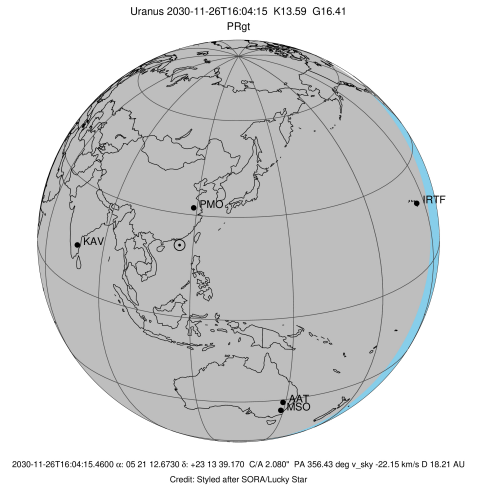 Uranus 2030-11-26T16:04:15 K13.59 G16.41
PRgt
PMO
IRTF
KAV
AAT
MSO
2030-11-26T16:04:15.4600 α: 05 21 12.6730 δ: +23 13 39.170 C/A 2.080" PA 356.43 deg v_sky -22.15 km/s D 18.21 AU
Credit: Styled after SORA/Lucky Star